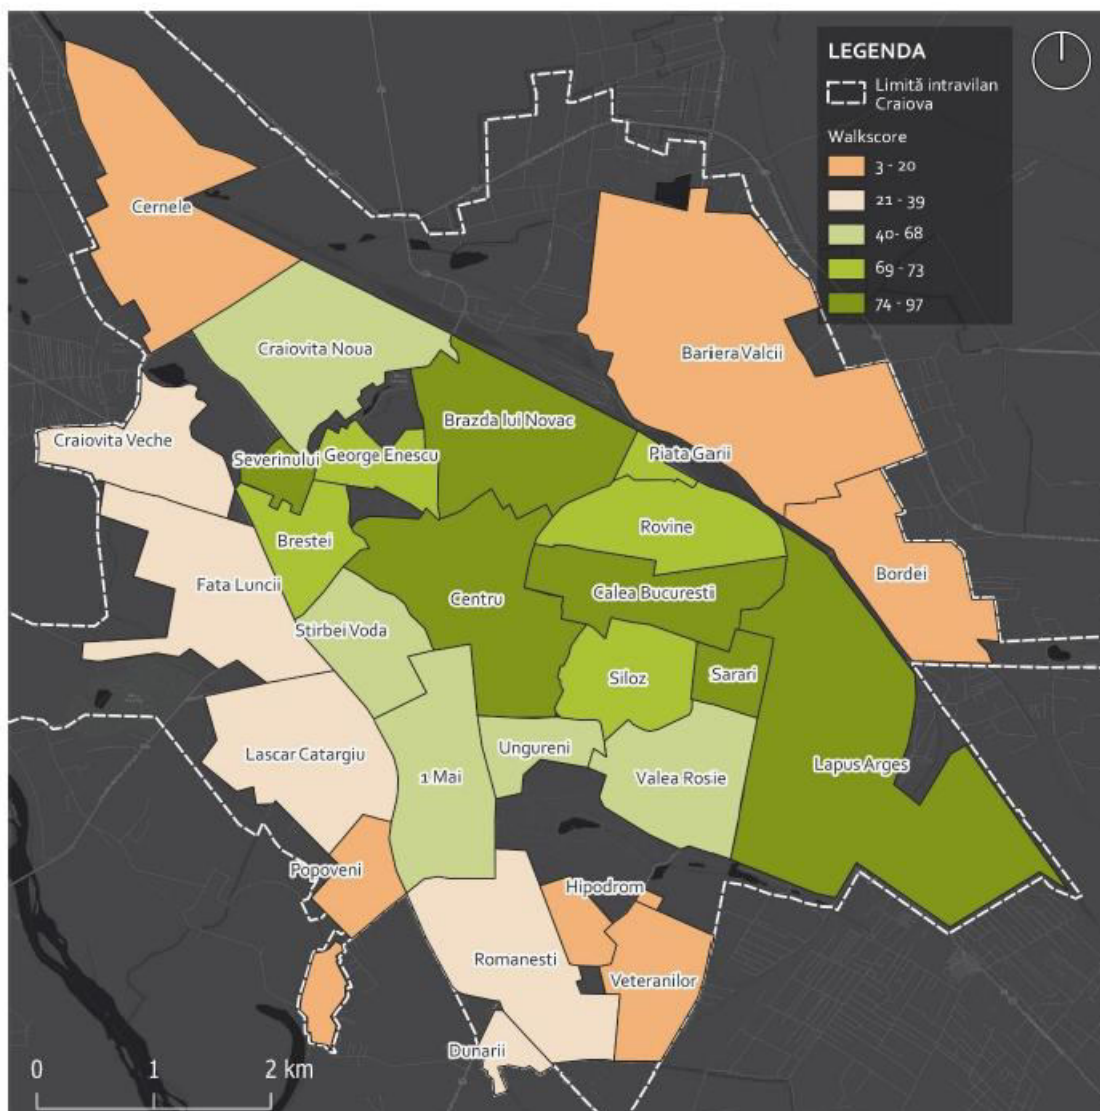 LEGENDA
Limită intravilan
Craiova
Walkscore
3 - 20
21 - 39
40- 68
69 - 73
74 - 97
Cernele
Craiovita Noua
Bariera Valcii
Craiovita Veche
Brazda lui Novac
Severinului
George Enescu
Piata Garii
Brestei
Rovine
Fata Luncii
Centru
Calea Bucuresti
Bordei
Stirbei Voda
Siloz
Sarari
Lascar Catargiu
1 Mai
Ungureni
Valea Rosie
Lapus Arges
Popoveni
Hipodrom
Romanesti
Veteranilor
Dunarii
0 1 2 km